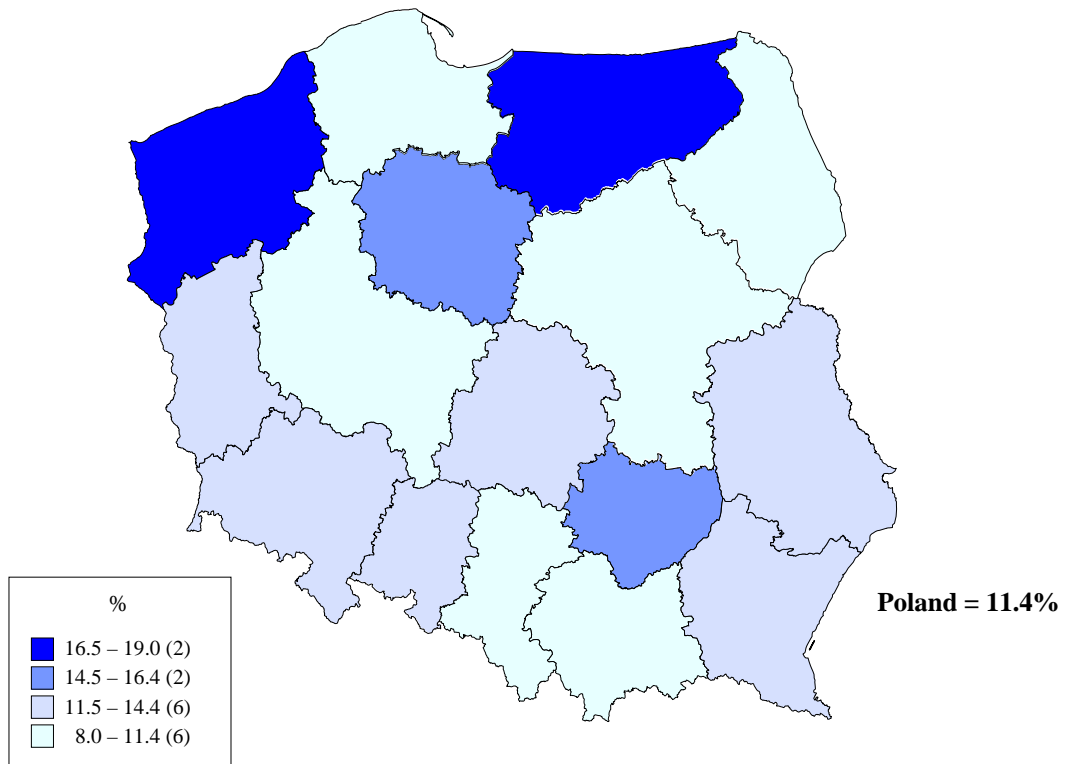 %
16.5 – 19.0 (2)
14.5 – 16.4 (2)
11.5 – 14.4 (6)
8.0 – 11.4 (6)
Poland = 11.4%